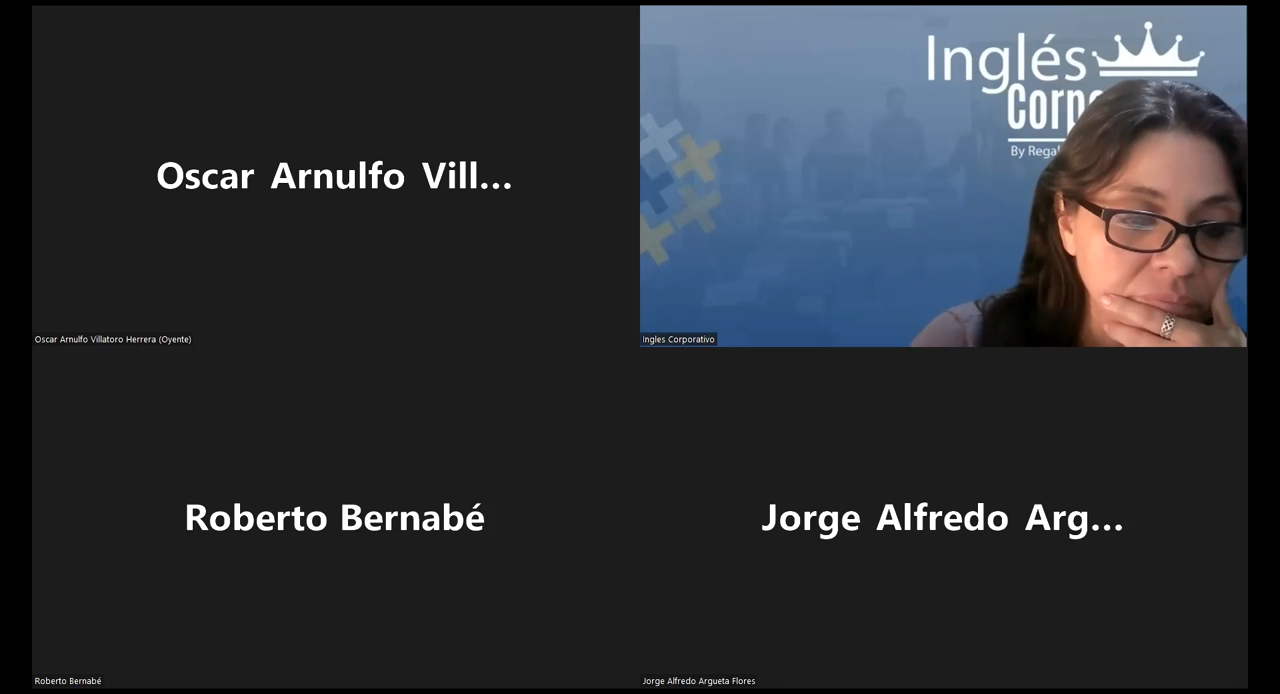 Oscar Arnulfo Vill...
Oscar Arnulfo Villatoro Herrera (Oyente)
Inglés
Corpo
By Regal
Ingles Corporativo
Roberto Bernabé
Roberto Bernabé
Jorge Alfredo Arg...
Jorge Alfredo Argueta Flores